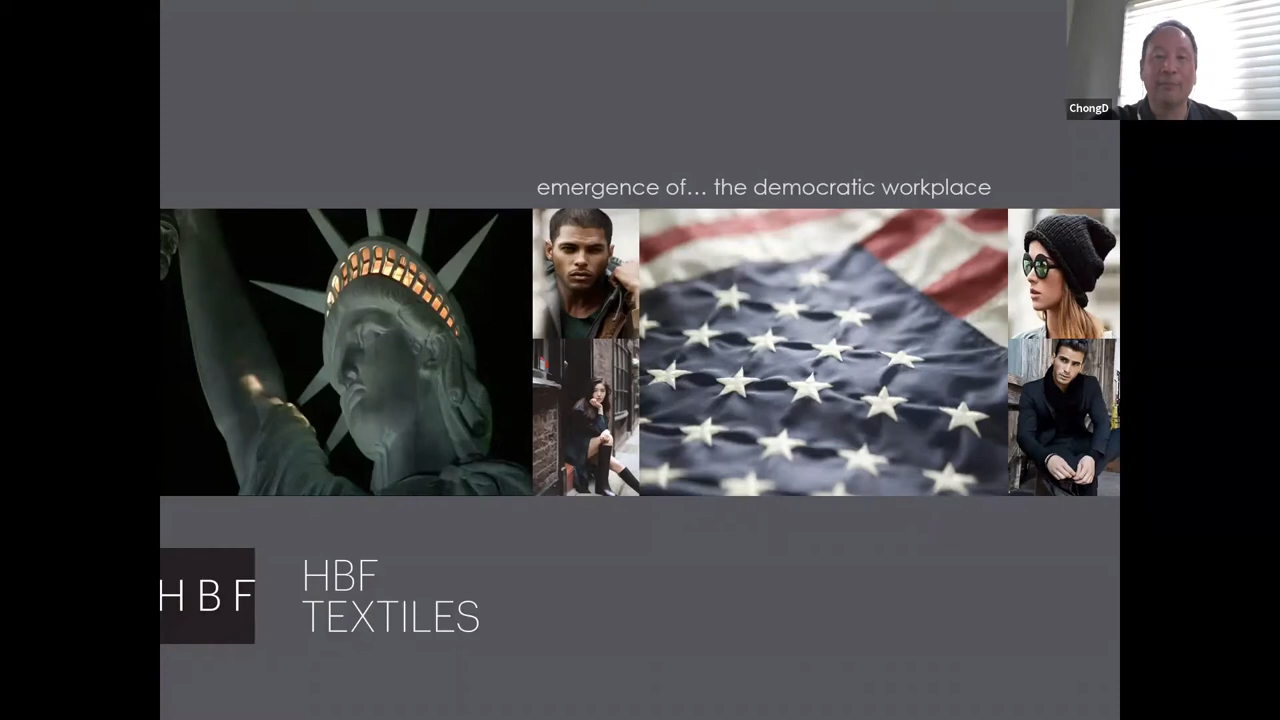 ChongD
emergence of... the democratic workplace
HBF
HBF
TEXTILES